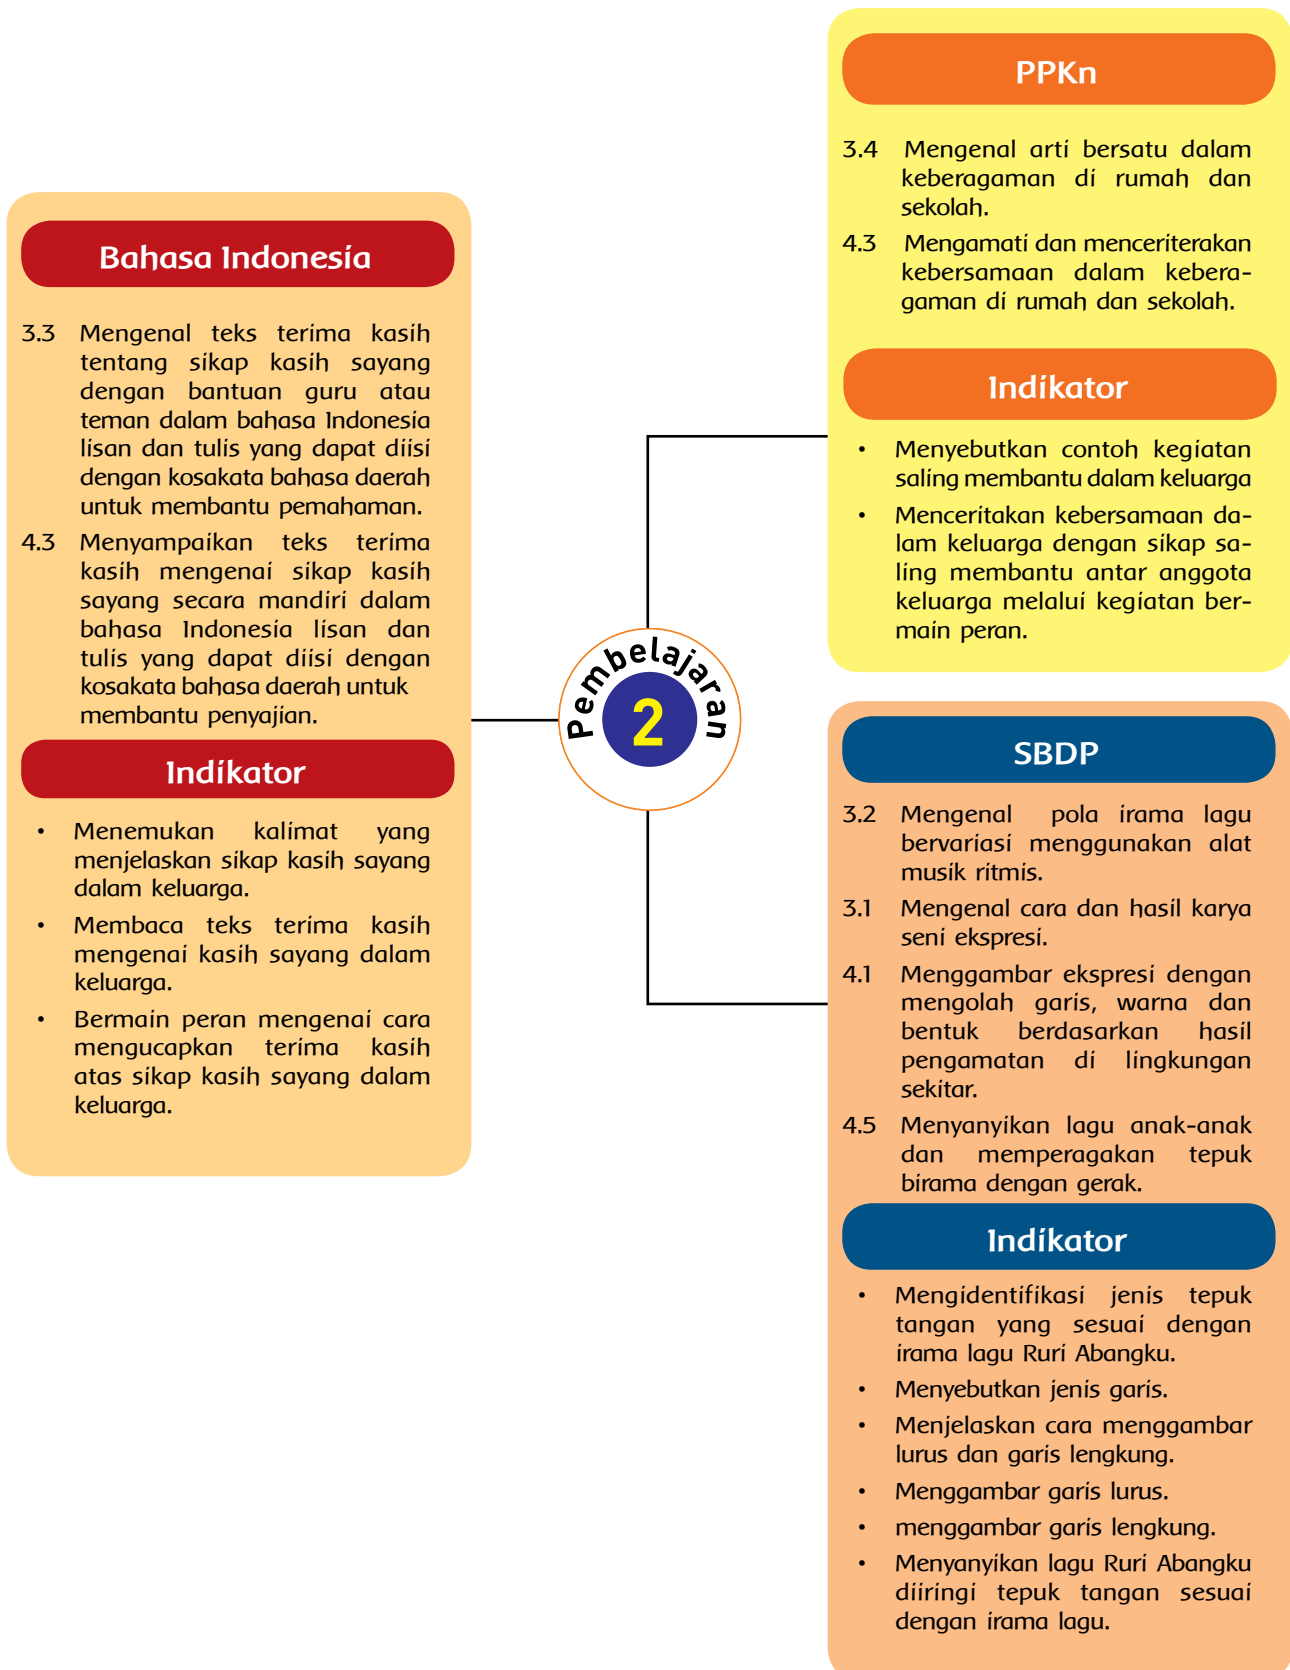 Bahasa Indonesia
3.3 Mengenal teks terima kasih
tentang sikap kasih sayang
dengan bantuan guru atau
teman dalam bahasa Indonesia
lisan dan tulis yang dapat diisi
dengan kosakata bahasa daerah
untuk membantu pemahaman.
4.3 Menyampaikan teks terima
kasih mengenai sikap kasih
sayang secara mandiri dalam
bahasa Indonesia lisan dan
tulis yang dapat diisi dengan
kosakata bahasa daerah untuk
membantu penyajian.
Indikator
• Menemukan kalimat yang
menjelaskan sikap kasih sayang
dalam keluarga.
• Membaca teks terima kasih
mengenai kasih sayang dalam
keluarga.
• Bermain peran mengenai cara
mengucapkan terima kasih
atas sikap kasih sayang dalam
keluarga.
Pembelajaran
2
PPKn
3.4 Mengenal arti bersatu dalam
keberagaman di rumah dan
sekolah.
4.3 Mengamati dan menceriterakan
kebersamaan dalam kebera-
gaman di rumah dan sekolah.
Indikator
• Menyebutkan contoh kegiatan
saling membantu dalam keluarga
• Menceritakan kebersamaan da-
lam keluarga dengan sikap sa-
ling membantu antar anggota
keluarga melalui kegiatan ber-
main peran.
SBDP
3.2 Mengenal pola irama lagu
bervariasi menggunakan alat
musik ritmis.
3.1 Mengenal cara dan hasil karya
seni ekspresi.
4.1 Menggambar ekspresi dengan
mengolah garis, warna dan
bentuk berdasarkan hasil
pengamatan di lingkungan
sekitar.
4.5 Menyanyikan lagu anak-anak
dan memperagakan tepuk
birama dengan gerak.
Indikator
• Mengidentifikasi jenis tepuk
tangan yang sesuai dengan
irama lagu Ruri Abangku.
• Menyebutkan jenis garis.
• Menjelaskan cara menggambar
lurus dan garis lengkung.
• Menggambar garis lurus.
• menggambar garis lengkung.
• Menyanyikan lagu Ruri Abangku
diiringi tepuk tangan sesuai
dengan irama lagu.